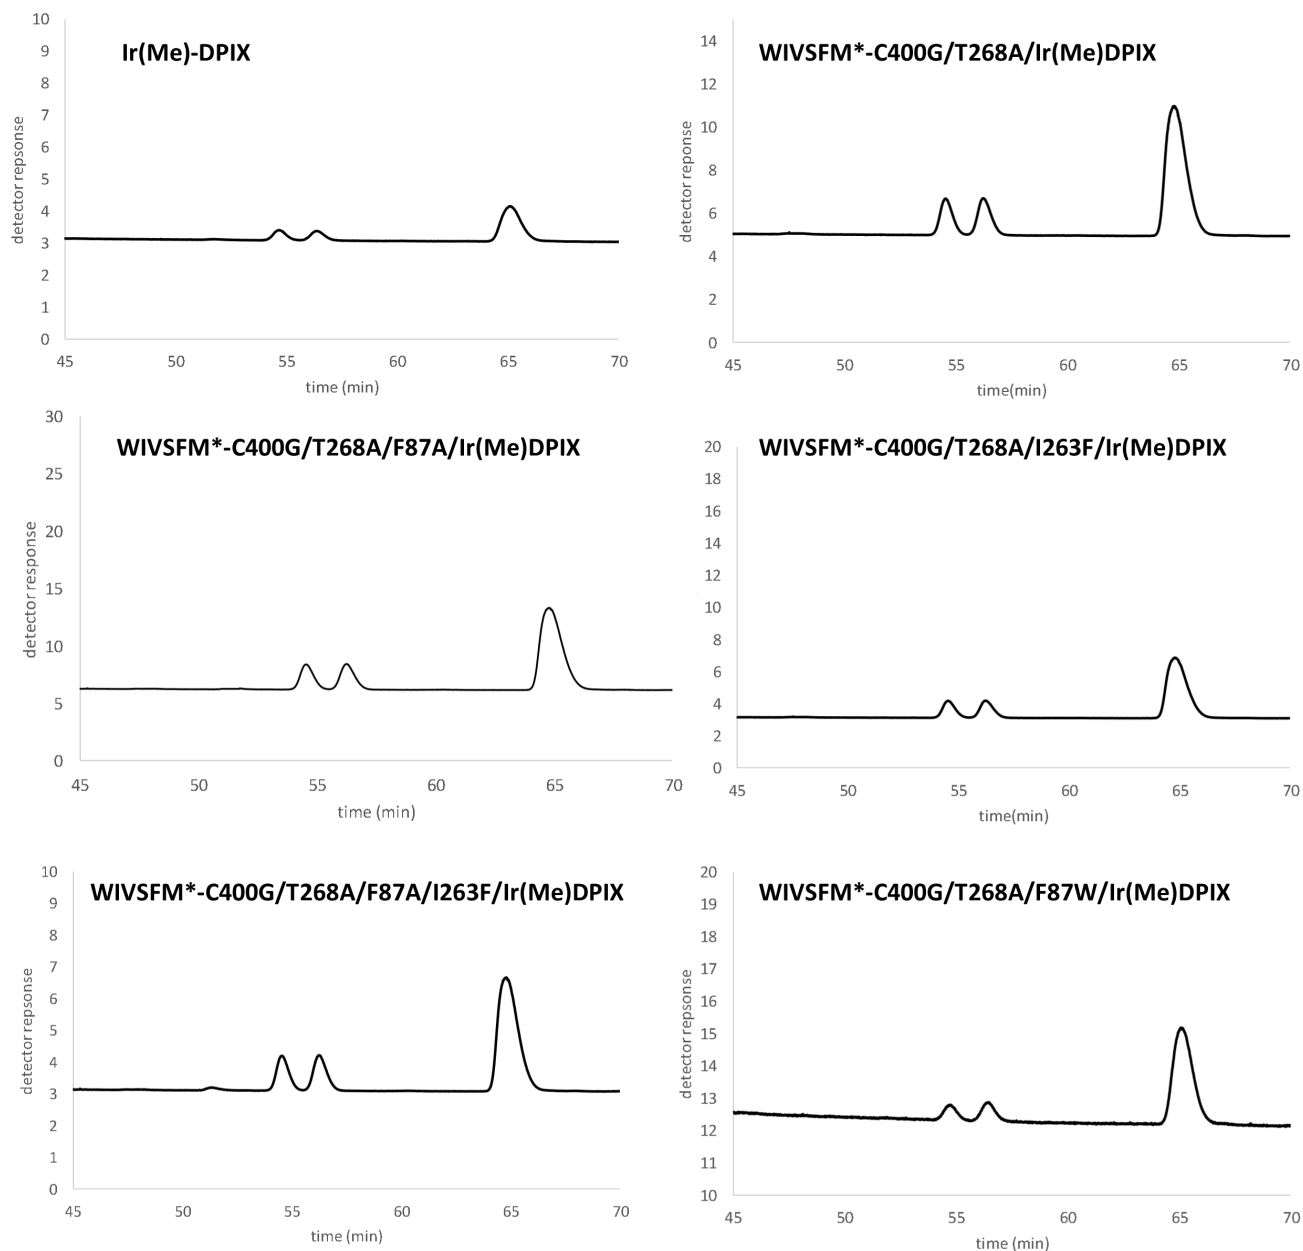 Ir(Me)-DPIX
detector repsonse
10
9
8
7
6
5
4
3
2
1
0
45 50 55 60 65 70
time (min)
WIVSFM*-C400G/T268A/Ir(Me)DPIX
detector reponse
14
12
10
8
6
4
2
0
45 50 55 60 65 70
time(min)
WIVSFM*-C400G/T268A/F87A/Ir(Me)DPIX
detector response
30
25
20
15
10
5
0
45 50 55 60 65 70
time (min)
WIVSFM*-C400G/T268A/I263F/Ir(Me)DPIX
detector repsonse
20
18
16
14
12
10
8
6
4
2
0
45 50 55 60 65 70
time(min)
WIVSFM*-C400G/T268A/F87A/I263F/Ir(Me)DPIX
detector repsonse
10
9
8
7
6
5
4
3
2
1
0
45 50 55 60 65 70
time (min)
WIVSFM*-C400G/T268A/F87W/Ir(Me)DPIX
detector repsonse
20
19
18
17
16
15
14
13
12
11
10
45 50 55 60 65 70
time (min)